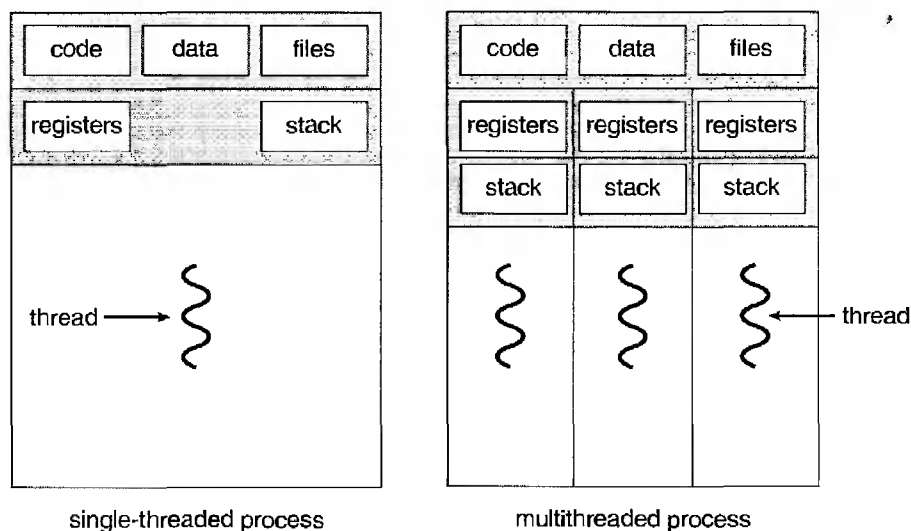 code data files
registers stack
thread
single-threaded process
code data files
registers registers registers
stack stack stack
thread
multithreaded process